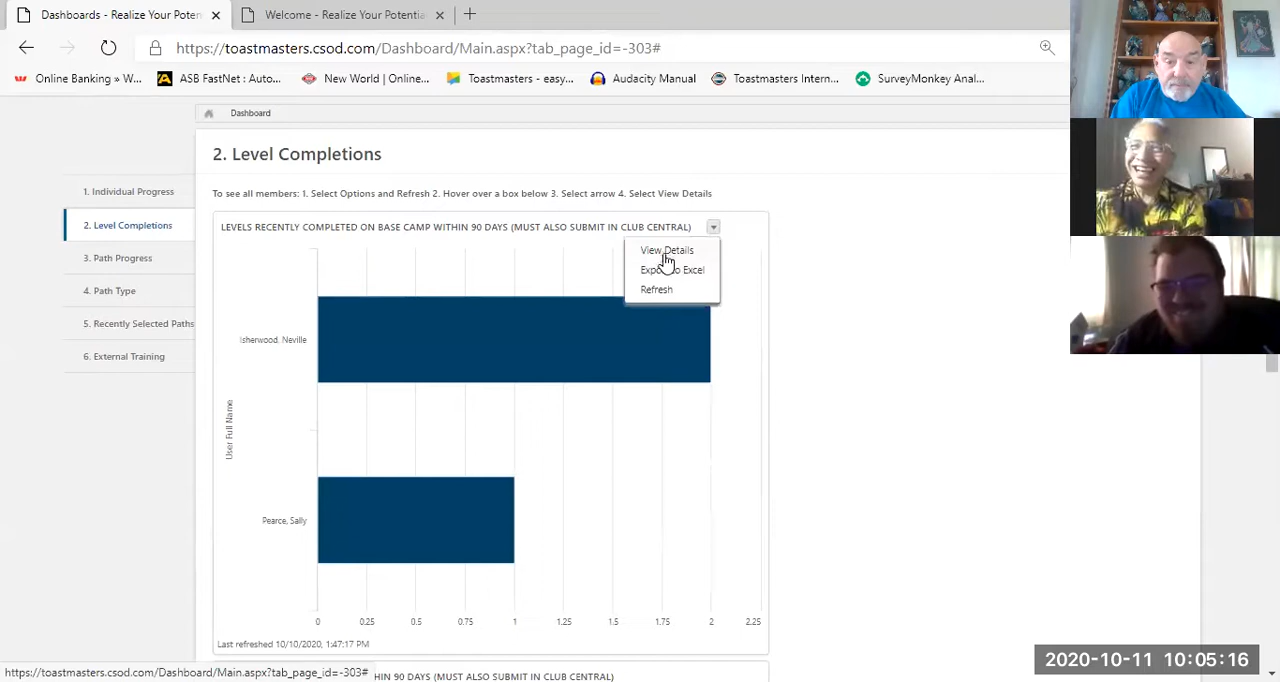 Dashboards - Realize Your Poten
Welcome - Realize Your Potentia
https://toastmasters.csod.com/Dashboard/Main.aspx?tab_page_id=-303#
Online Banking » W...
ASB FastNet : Auto...
New World | Online...
Toastmasters - easy...
Audacity Manual
Toastmasters Intern...
SurveyMonkey Anal...
Dashboard
2. Level Completions
1. Individual Progress
2. Level Completions
3. Path Progress
4. Path Type
5. Recently Selected Paths
6. External Training
To see all members: 1. Select Options and Refresh 2. Hover over a box below 3. Select arrow 4. Select View Details
LEVELS RECENTLY COMPLETED ON BASE CAMP WITHIN 90 DAYS (MUST ALSO SUBMIT IN CLUB CENTRAL)
View Details
Excel
Refresh
User Full Name
Isherwood, Neville
Pearce, Sally
0 0.25 0.5 0.75 1 1.25 1.5 1.75 2 2.25
Last refreshed 10/10/2020, 1:47:17 PM
2020-10-11 10:05:16
https://toastmasters.csod.com/Dashboard/Main.aspx?tab_page_id=-303#
HIN 90 DAYS (MUST ALSO SUBMIT IN CLUB CENTRAL)